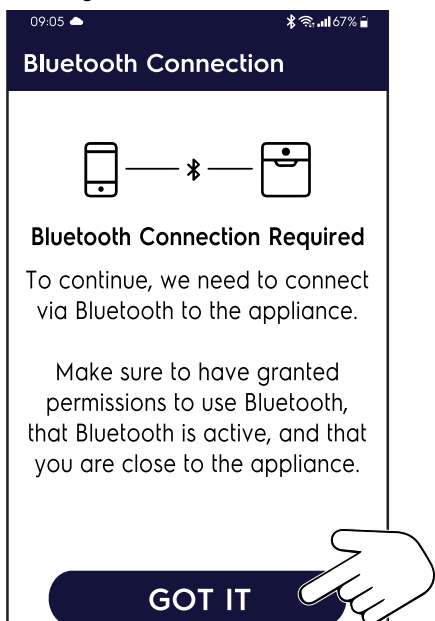 09:05 67%
Bluetooth Connection
Bluetooth Connection Required
To continue, we need to connect
via Bluetooth to the appliance.
Make sure to have granted
permissions to use Bluetooth,
that Bluetooth is active, and that
you are close to the appliance.
GOT IT